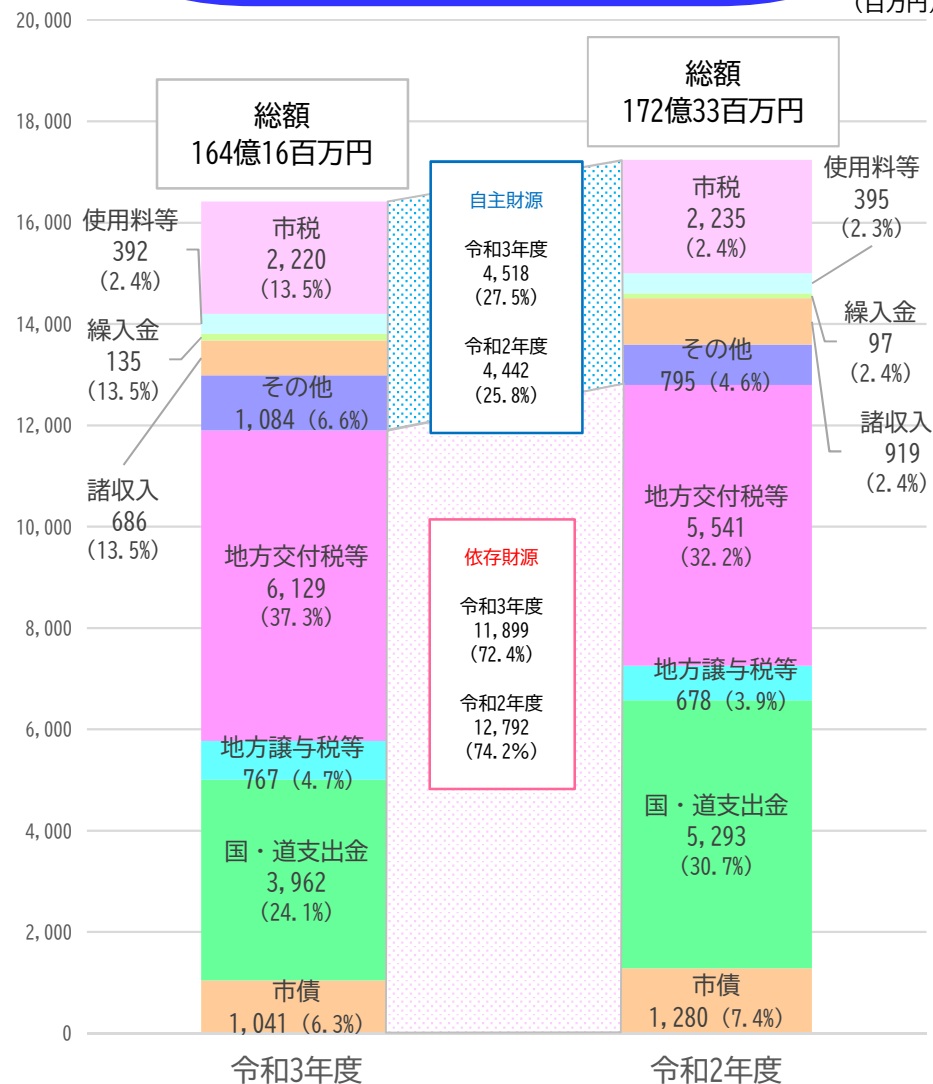 （百万円）
20,000
18,000
16,000
14,000
12,000
10,000
8,000
6,000
4,000
2,000
0
総額
164億16百万円
使用料等
392
(2.4%)
繰入金
135
(13.5%)
諸収入
686
(13.5%)
市税
2,220
(13.5%)
その他
1,084 (6.6%)
地方交付税等
6,129
(37.3%)
地方譲与税等
767 (4.7%)
国・道支出金
3,962
(24.1%)
市債
1,041 (6.3%)
令和3年度
自主財源
令和3年度
4,518
(27.5%)
令和2年度
4,442
(25.8%)
依存財源
令和3年度
11,899
(72.4%)
令和2年度
12,792
(74.2%)
総額
172億33百万円
市税
2,235
(2.4%)
その他
795 (4.6%)
地方交付税等
5,541
(32.2%)
地方譲与税等
678 (3.9%)
国・道支出金
5,293
(30.7%)
市債
1,280 (7.4%)
令和2年度
使用料等
395
(2.3%)
繰入金
97
(2.4%)
諸収入
919
(2.4%)